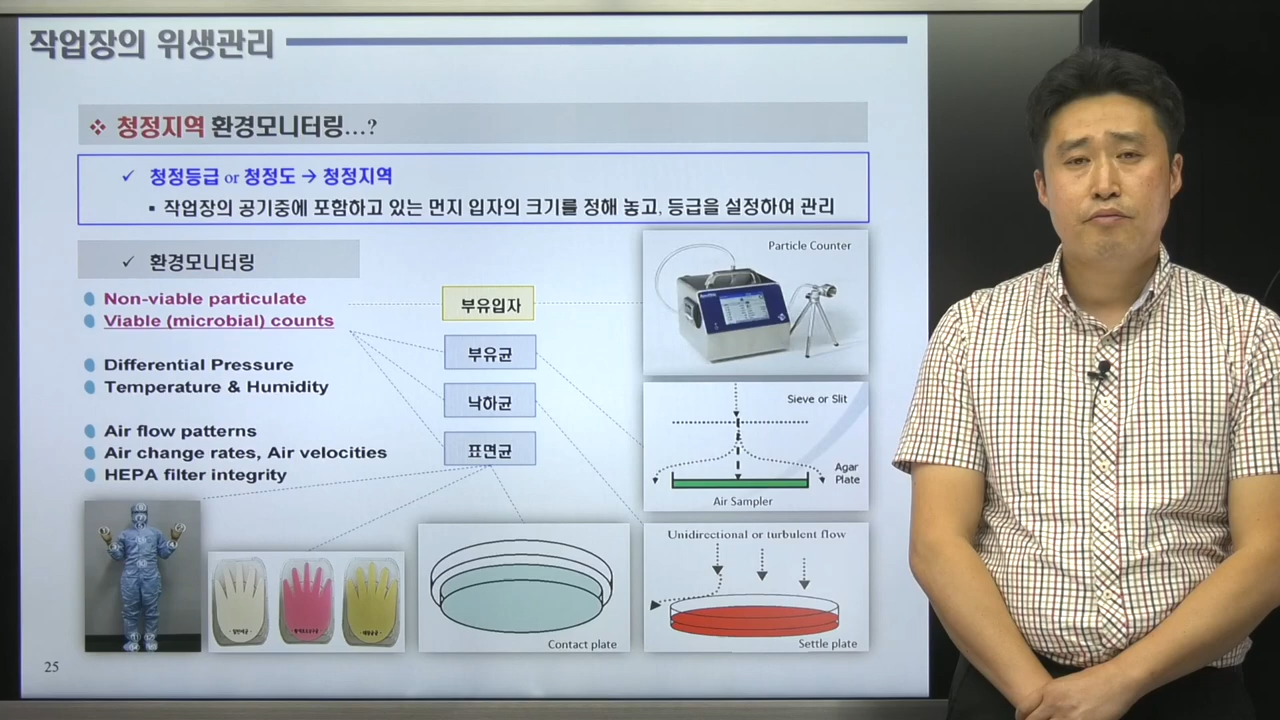 작업장의 위생관리
❖ 청정지역 환경모니터링...?
✓ 청정등급 or 청정도 → 청정지역
▪ 작업장의 공기중에 포함하고 있는 먼지 입자의 크기를 정해 놓고, 등급을 설정하여 관리
✓ 환경모니터링
Non-viable particulate
Viable (microbial) counts
Differential Pressure
Temperature & Humidity
Air flow patterns
Air change rates, Air velocities
HEPA filter integrity
부유입자
부유균
낙하균
표면균
Particle Counter
Sieve or Slit
Agar
Plate
Air Sampler
Unidirectional or turbulent flow
Settle plate
Contact plate
25